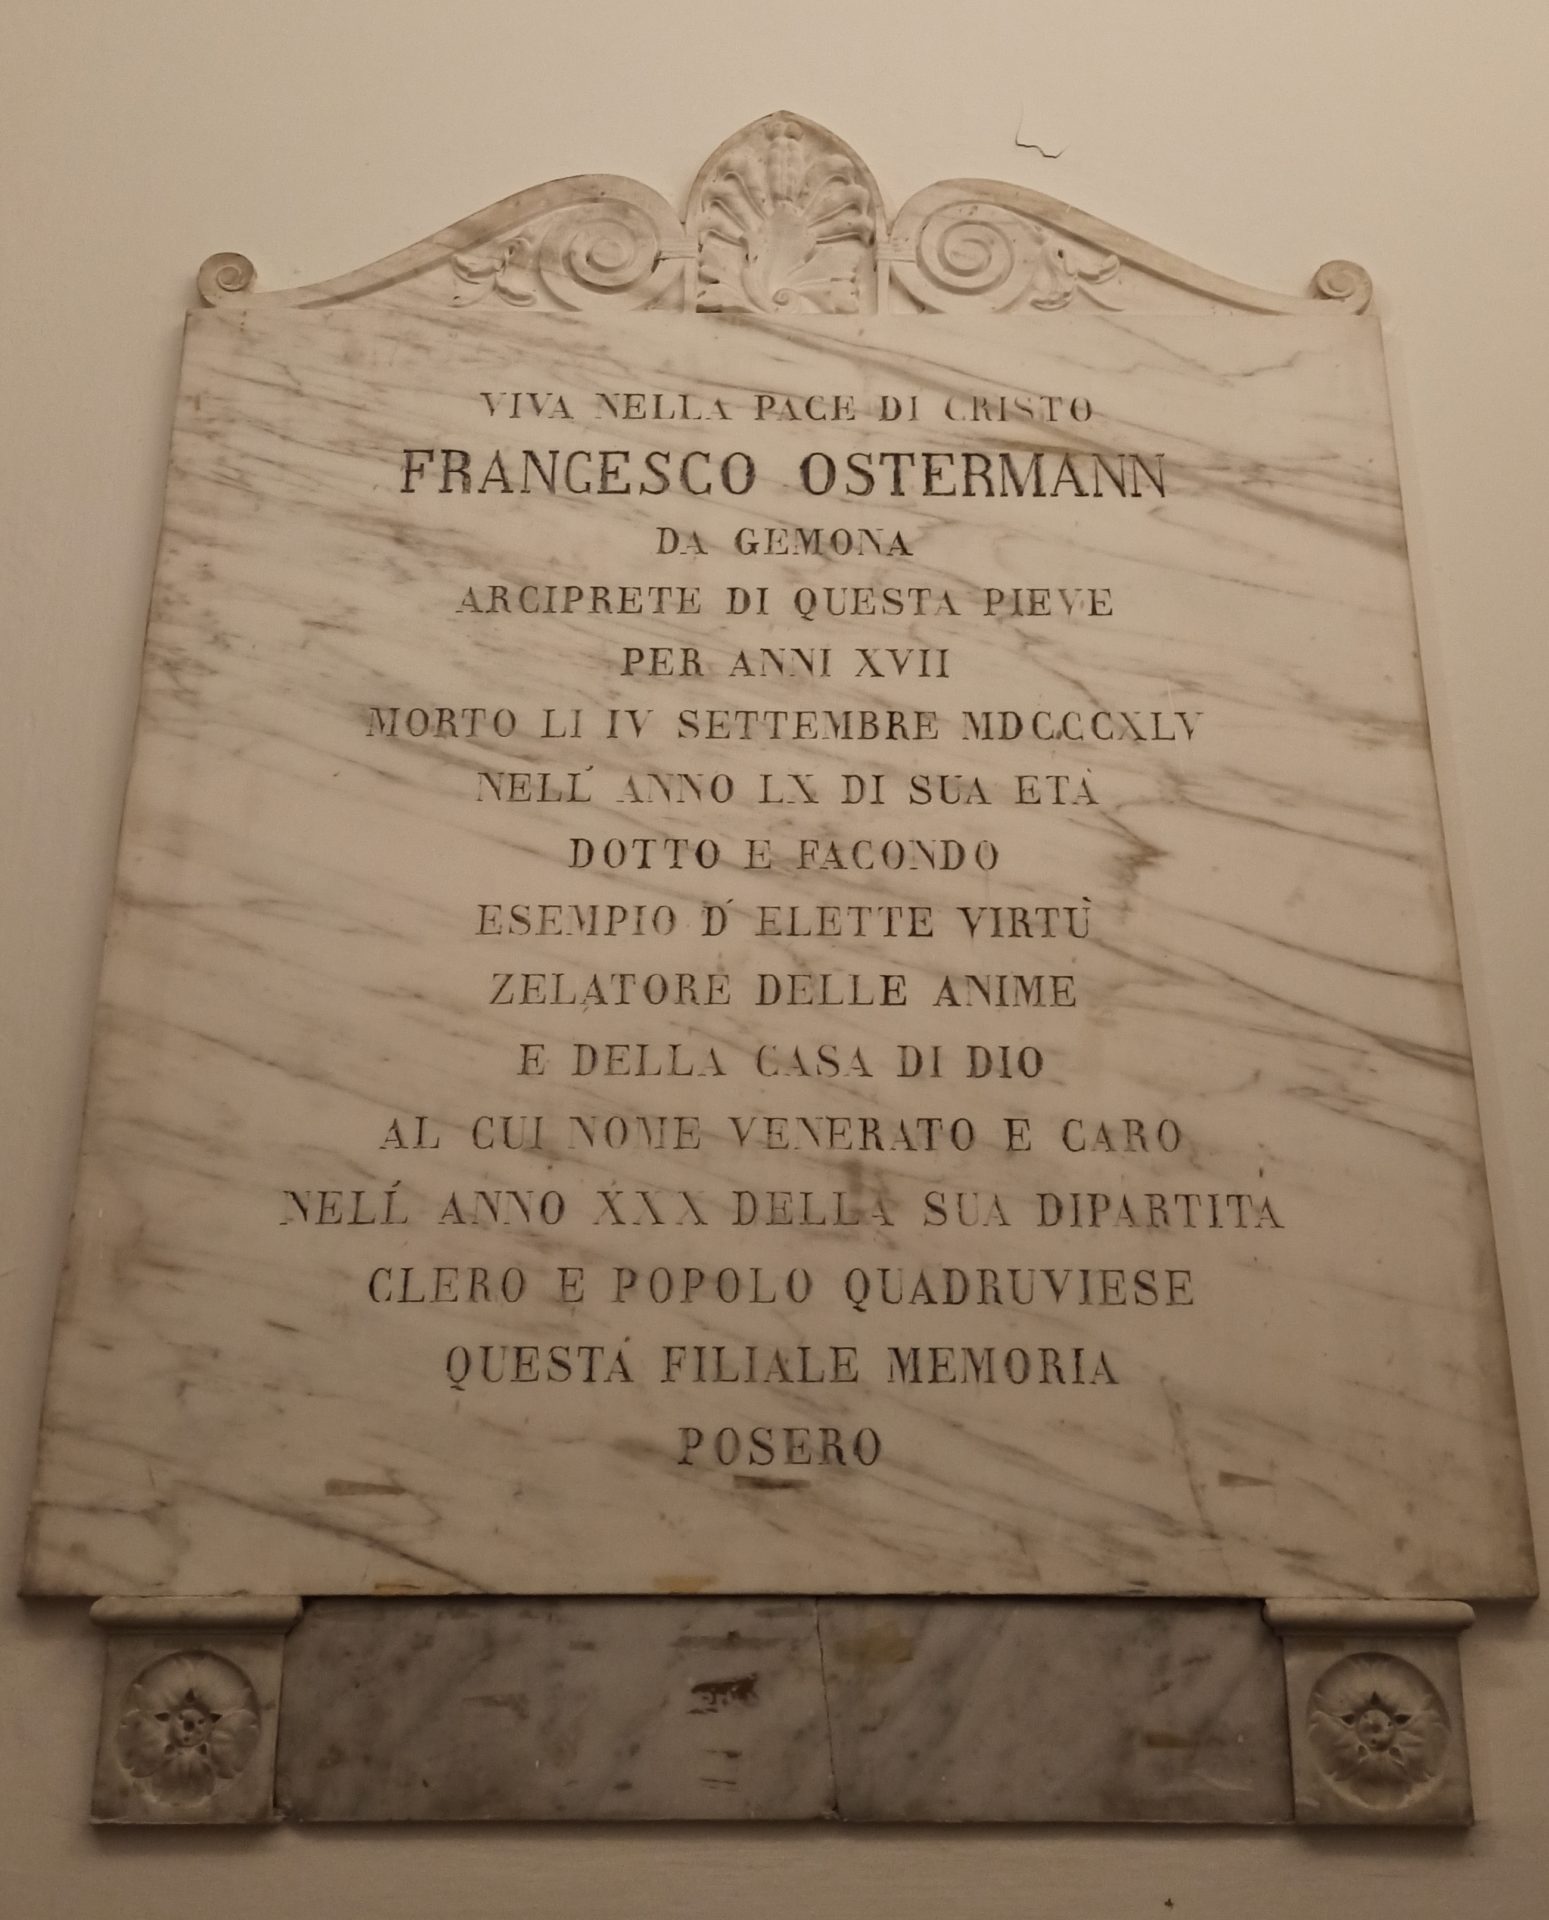 VIVA NELLA PACE DI CRISTO
FRANCESCO OSTERMANN
DA GEMONA
ARCIPRETE DI QUESTA PIEVE
PER ANNI XVII
MORTO LI IV SETTEMBRE MDCCCXLV
NELL' ANNO LX DI SUA ETÀ
DOTTO E FACONDO
ESEMPIO D' ELETTE VIRTÙ
ZELATORE DELLE ANIME
E DELLA CASA DI DIO
AL CUI NOME VENERATO E CARO
NELL' ANNO XXX DELLA SUA DIPARTITA
CLERO E POPOLO QUADRUVIESE
QUESTA FILIALE MEMORIA
POSERO